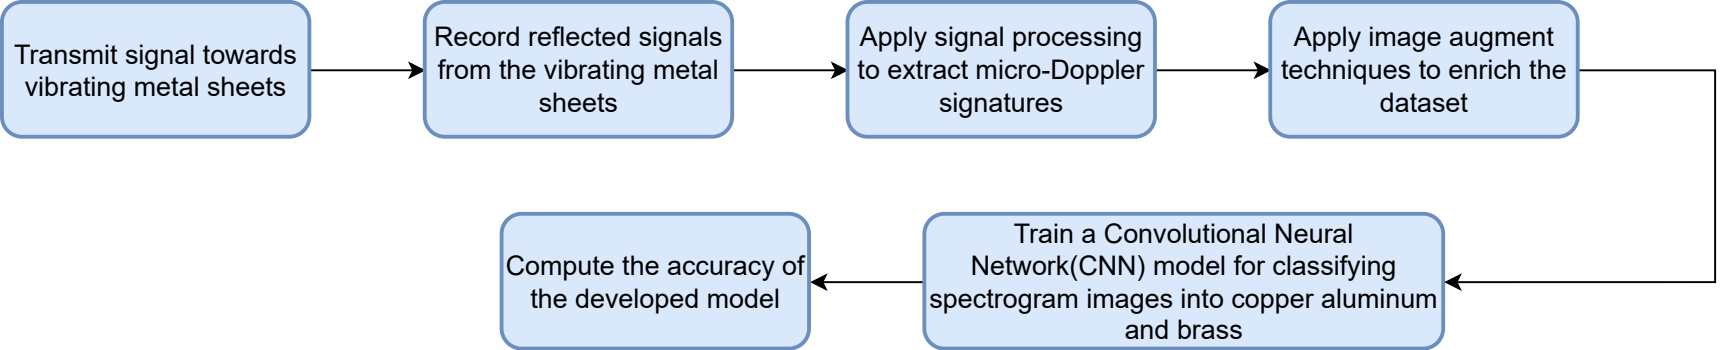 Transmit signal towards
vibrating metal sheets
Record reflected signals
from the vibrating metal
sheets
Apply signal processing
to extract micro-Doppler
signatures
Apply image augment
techniques to enrich the
dataset
Train a Convolutional Neural
Network(CNN) model for classifying
spectrogram images into copper aluminum
and brass
Compute the accuracy of
the developed model